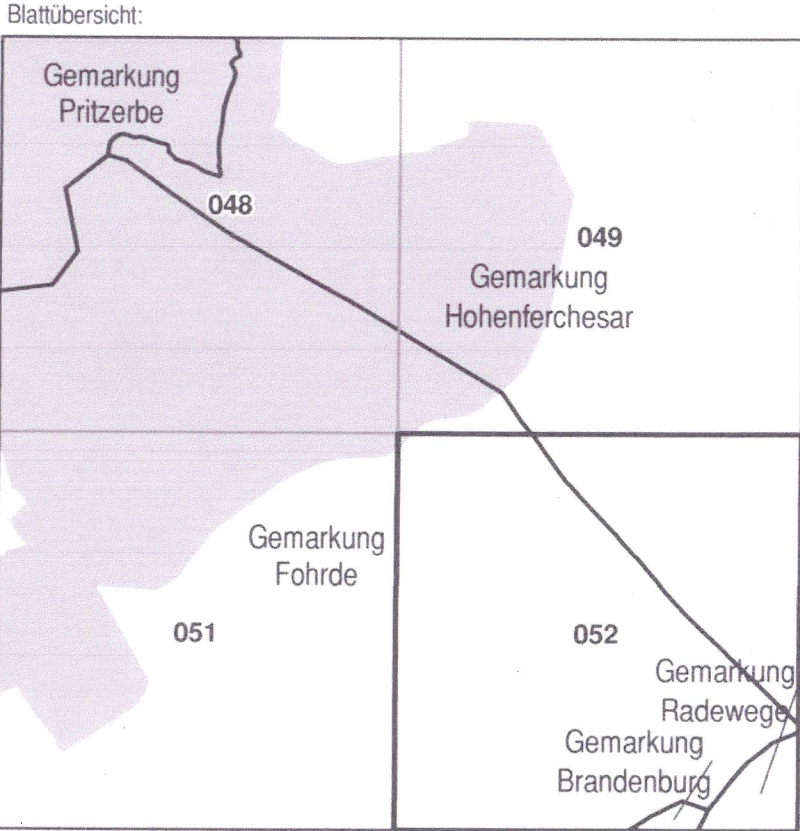 Blattübersicht:
Gemarkung
Pritzerbe
048
049
Gemarkung
Hohenferchesar
Gemarkung
Fohrde
051
052
Gemarkung
Radewege
Gemarkung
Brandenburg